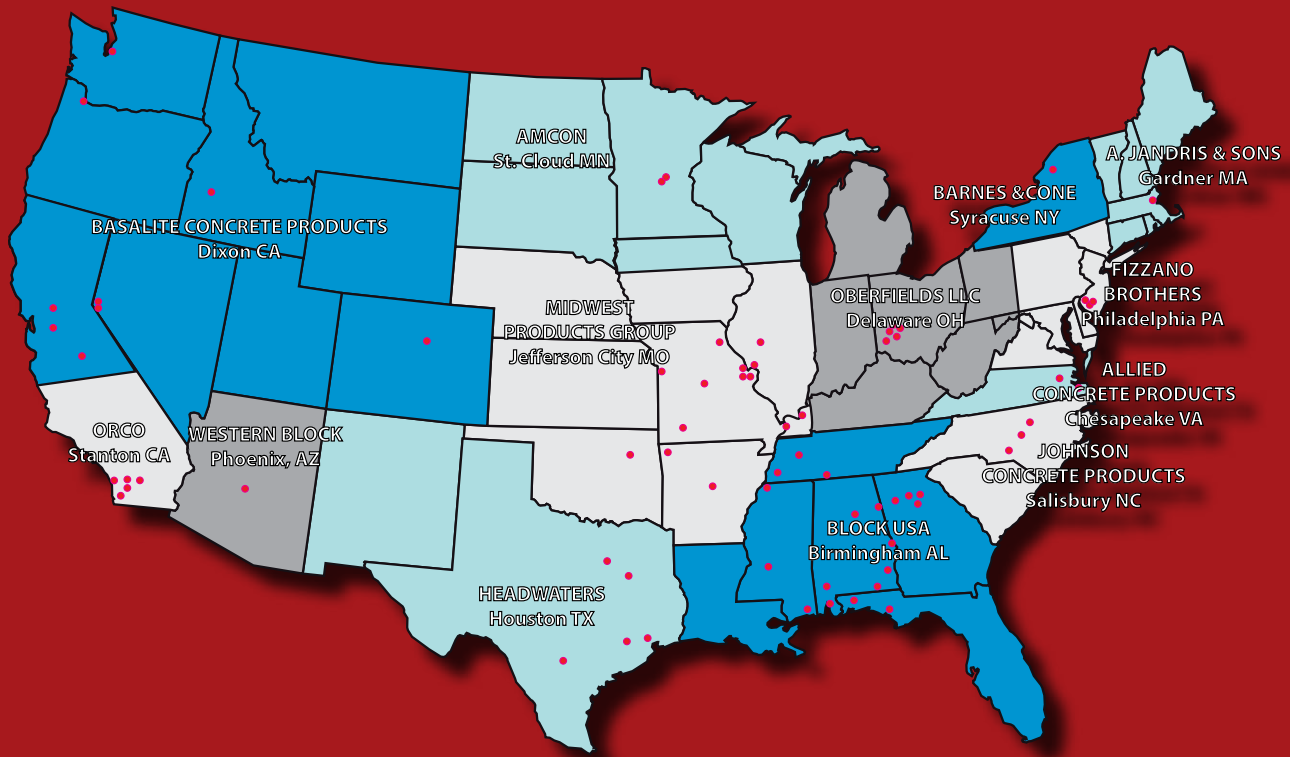 AMCON
St. Cloud MN
A. JANDRIS & SONS
Gardner MA
BARNES &CONE
Syracuse NY
BASALITE CONCRETE PRODUCTS
Dixon CA
FIZZANO
BROTHERS
Philadelphia PA
OBERFIELDS LLC
Delaware OH
MIDWEST
PRODUCTS GROUP
Jefferson City MO
ALLIED
CONCRETE PRODUCTS
Chesapeake VA
ORCO
Stanton CA
WESTERN BLOCK
Phoenix, AZ
JOHNSON
CONCRETE PRODUCTS
Salisbury NC
BLOCK USA
Birmingham AL
HEADWATERS
Houston TX